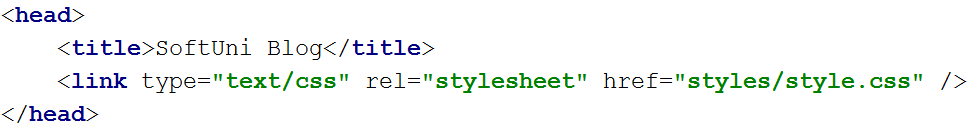 <head>
    <title>SoftUni Blog</title>
    <link type="text/css" rel="stylesheet" href="styles/style.css" />
</head>